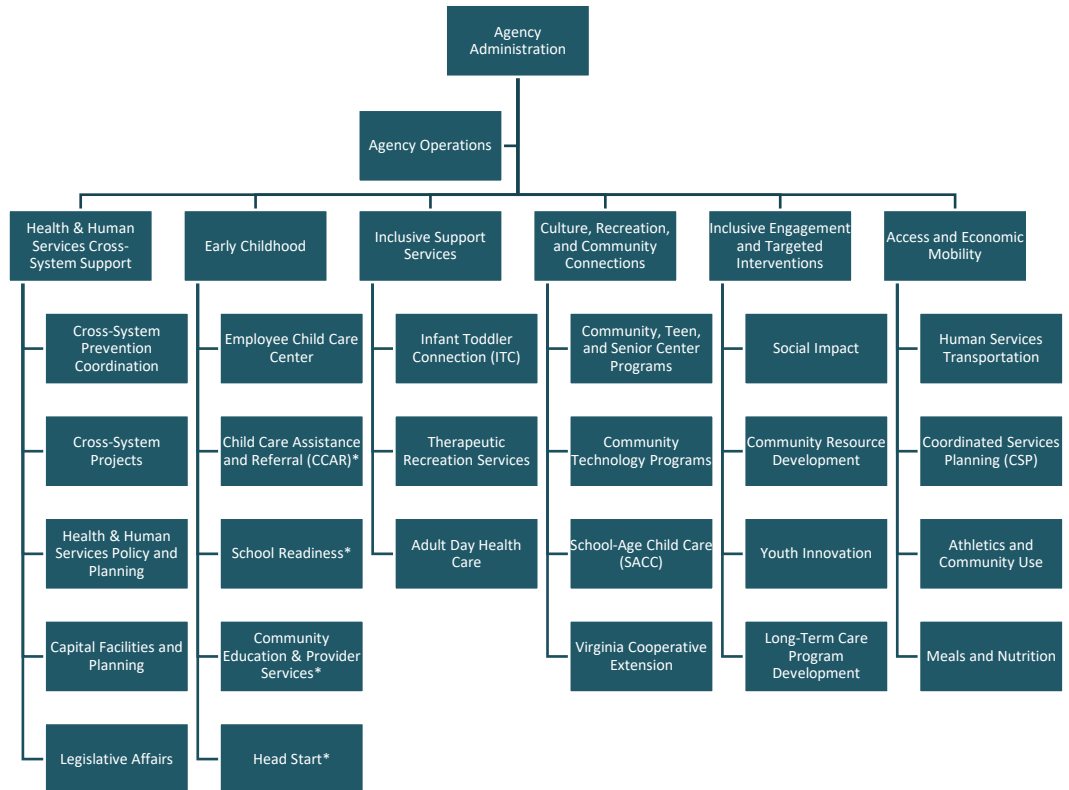 Agency
Administration
Agency Operations
Health & Human
Services Cross-
System Support
Early Childhood
Inclusive Support
Services
Culture, Recreation,
and Community
Connections
Inclusive Engagement
and Targeted
Interventions
Access and Economic
Mobility
Cross-System
Prevention
Coordination
Employee Child Care
Center
Infant Toddler
Connection (ITC)
Community, Teen,
and Senior Center
Programs
Social Impact
Human Services
Transportation
Cross-System
Projects
Child Care Assistance
and Referral (CCAR)*
Therapeutic
Recreation Services
Community
Technology Programs
Community Resource
Development
Coordinated Services
Planning (CSP)
Health & Human
Services Policy and
Planning
School Readiness*
Adult Day Health
Care
School-Age Child Care
(SACC)
Youth Innovation
Athletics and
Community Use
Capital Facilities and
Planning
Community
Education & Provider
Services*
Virginia Cooperative
Extension
Long-Term Care
Program
Development
Meals and Nutrition
Legislative Affairs
Head Start*